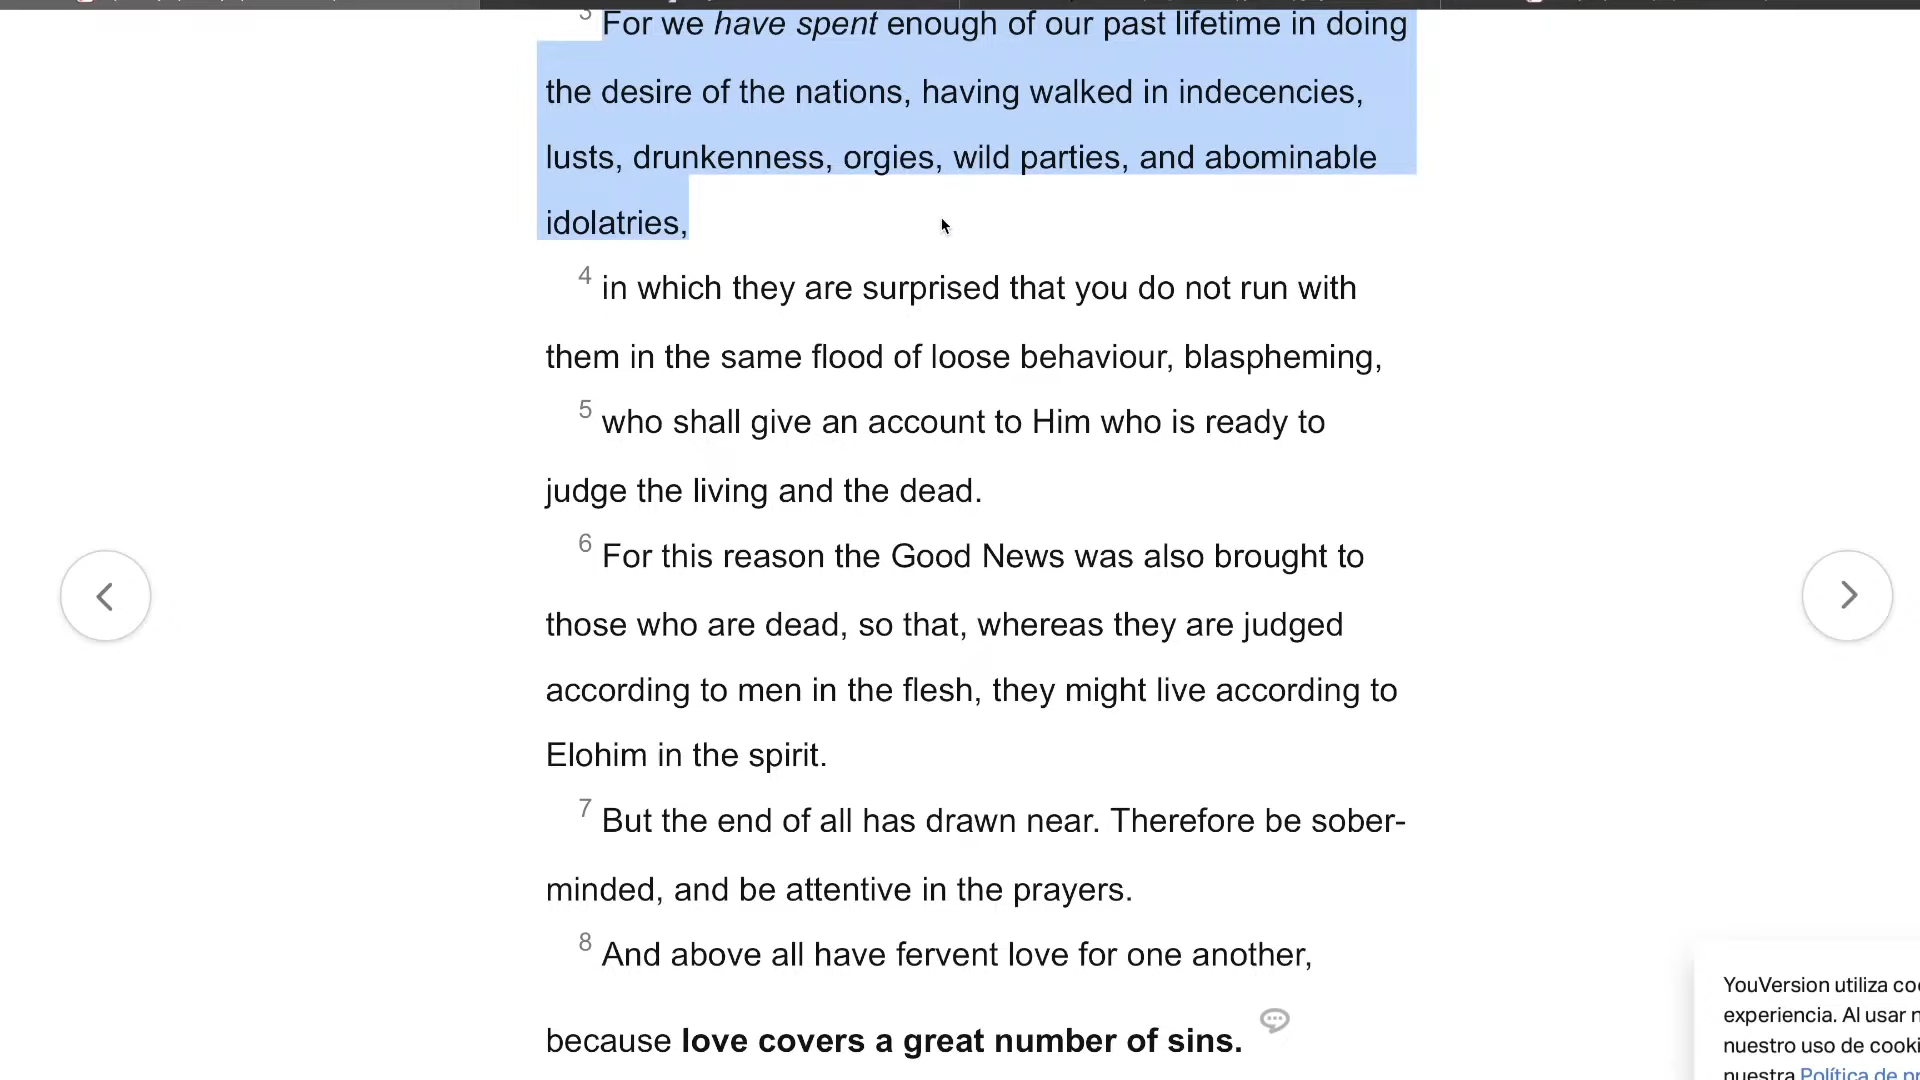 3 For we have spent enough of our past lifetime in doing
the desire of the nations, having walked in indecencies,
lusts, drunkenness, orgies, wild parties, and abominable
idolatries,
4 in which they are surprised that you do not run with
them in the same flood of loose behaviour, blaspheming,
5 who shall give an account to Him who is ready to
judge the living and the dead.
6 For this reason the Good News was also brought to
those who are dead, so that, whereas they are judged
according to men in the flesh, they might live according to
Elohim in the spirit.
7 But the end of all has drawn near. Therefore be sober-
minded, and be attentive in the prayers.
8 And above all have fervent love for one another,
because love covers a great number of sins.
YouVersion utiliza
experiencia. Al usar
nuestro uso de
nuestra Política de